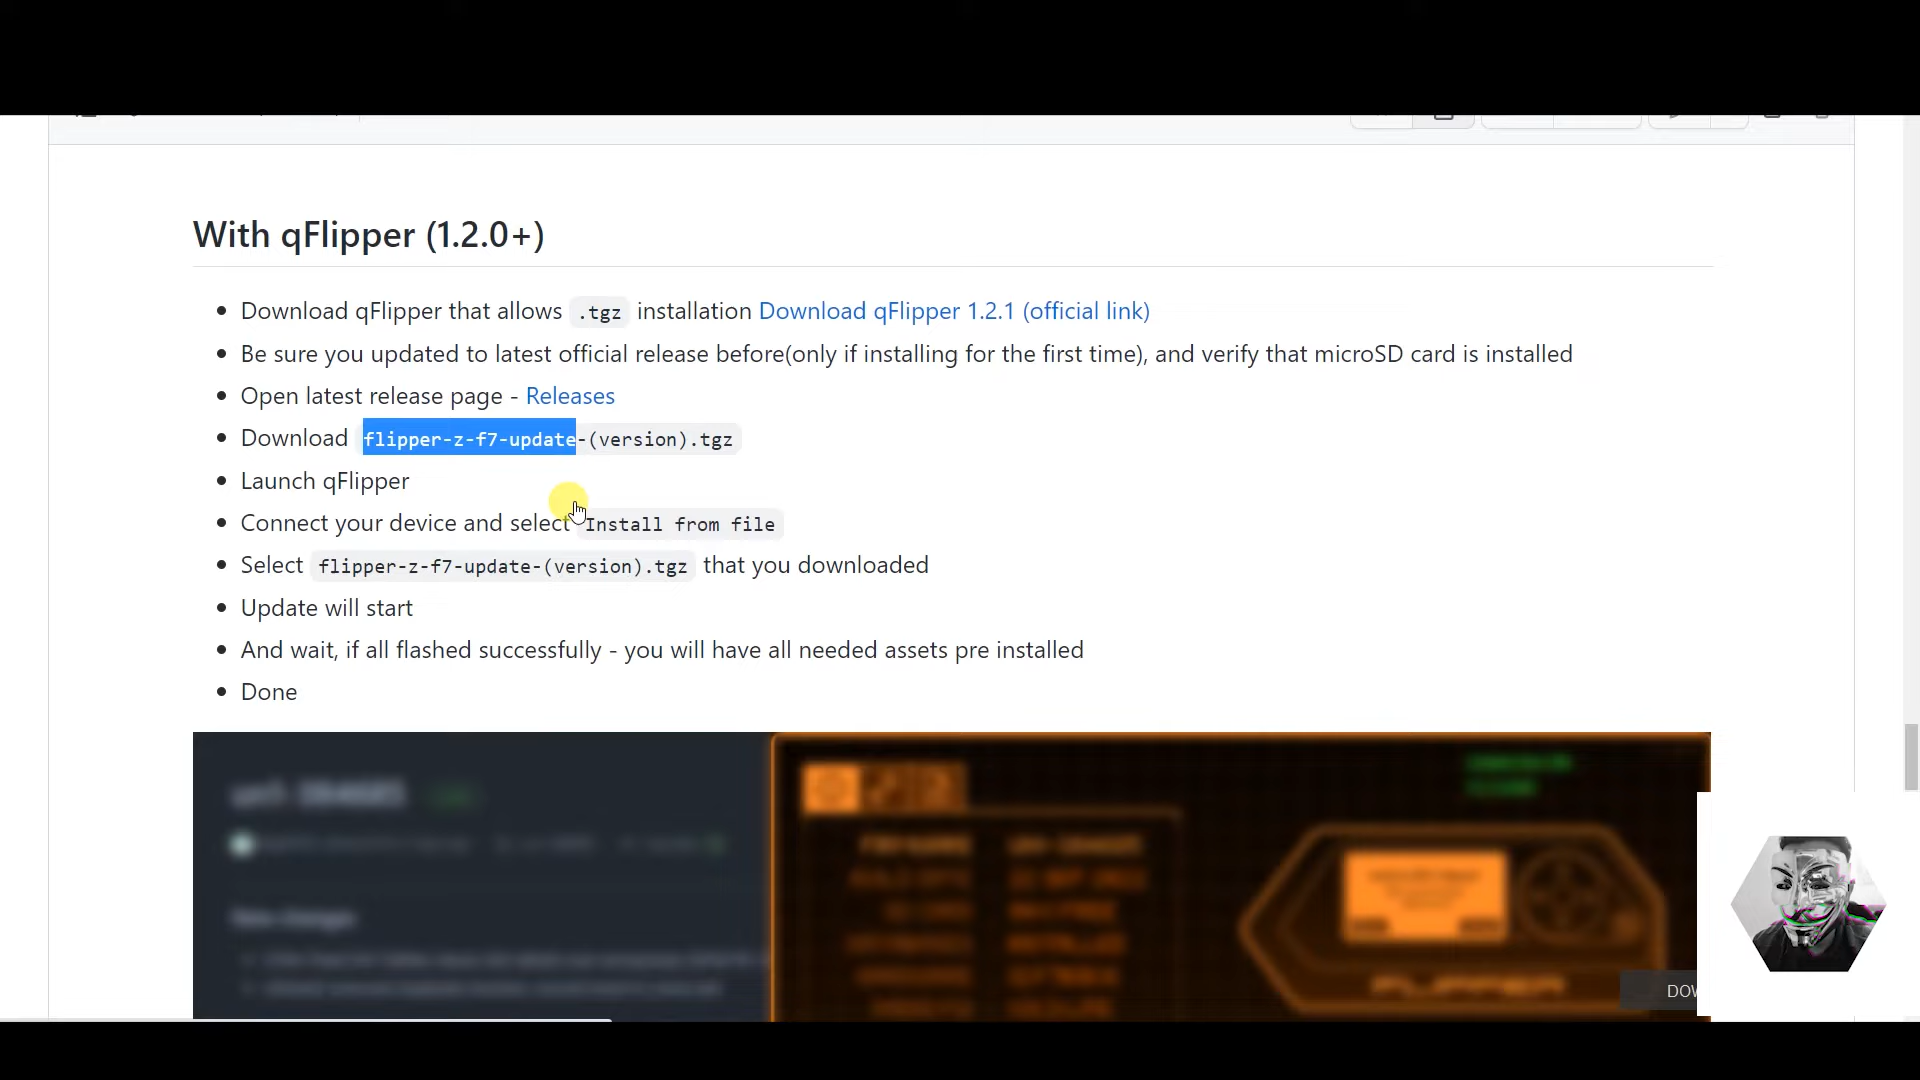 With qFlipper (1.2.0+)
Download qFlipper that allows .tgz installation Download qFlipper 1.2.1 (official link)
Be sure you updated to latest official release before(only if installing for the first time), and verify that microSD card is installed
Open latest release page - Releases
Download flipper-z-f7-update-(version).tgz
Launch qFlipper
Connect your device and select Install from file
Select flipper-z-f7-update-(version).tgz that you downloaded
Update will start
And wait, if all flashed successfully - you will have all needed assets pre installed
Done
FLIPPER